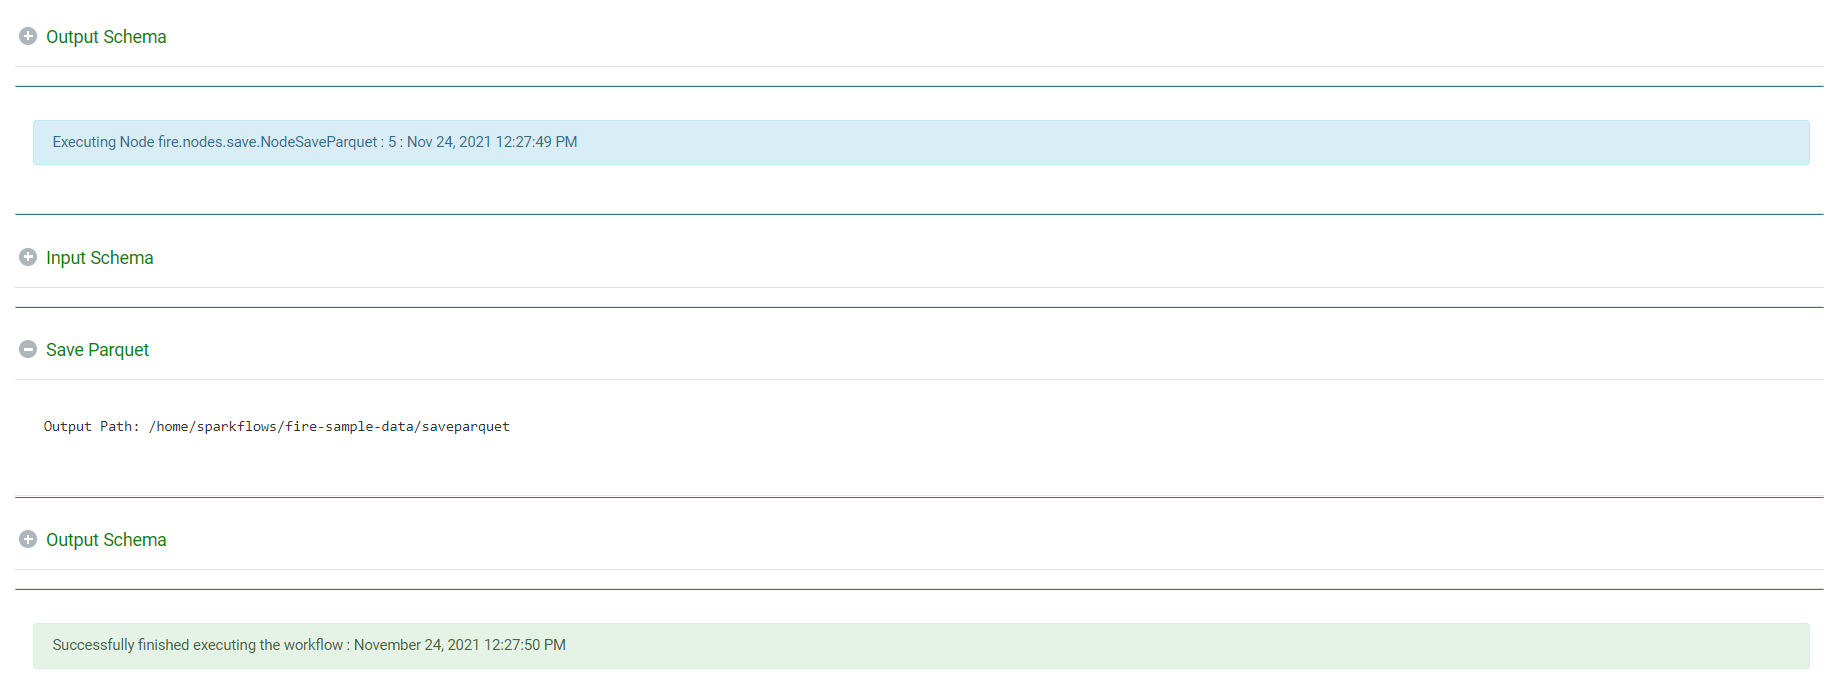 Output Schema
Executing Node fire.nodes.save.NodeSaveParquet : 5 : Nov 24, 2021 12:27:49 PM
Input Schema
Save Parquet
Output Path: /home/sparkflows/fire-sample-data/saveparquet
Output Schema
Successfully finished executing the workflow : November 24, 2021 12:27:50 PM